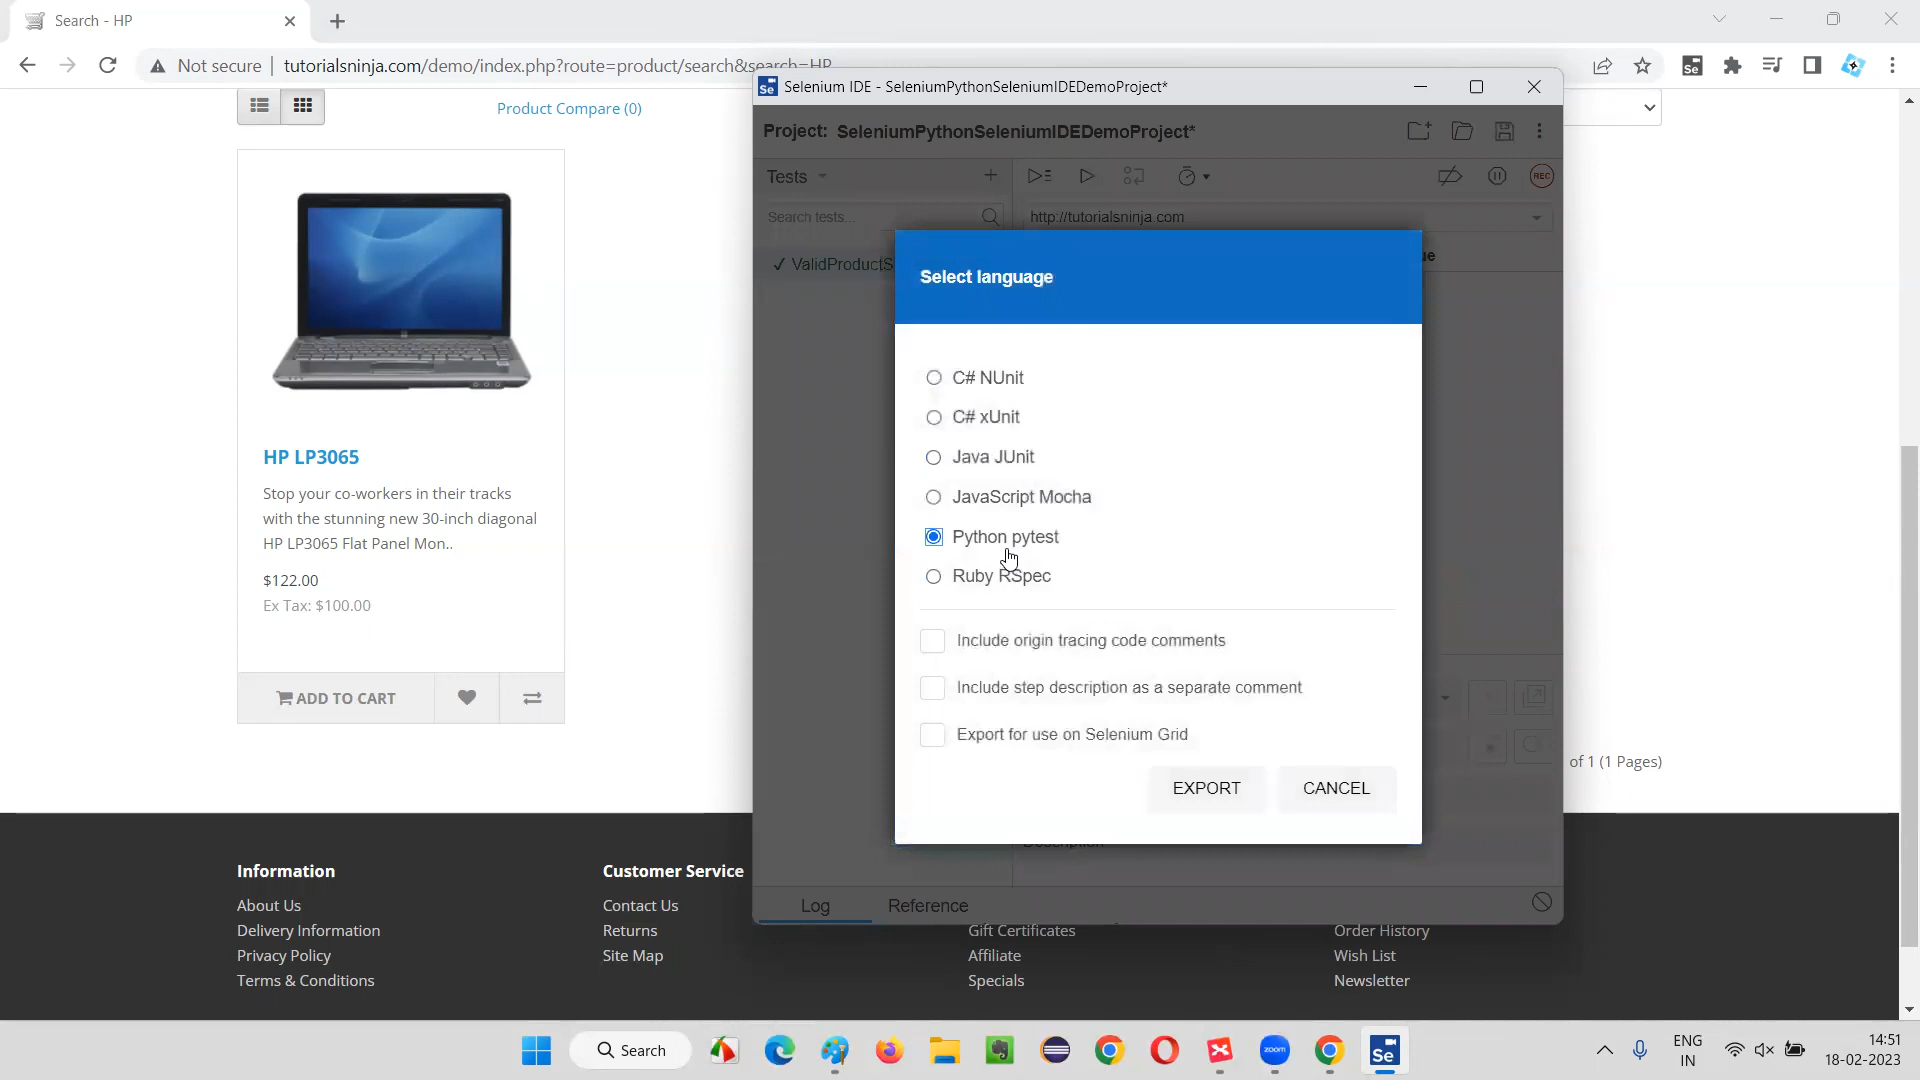 Search - HP
Not secure
tutorialsninja.com/demo/index.php?route=product/search&search=HP
Product Compare (0)
HP LP3065
Stop your co-workers in their tracks
with the stunning new 30-inch diagonal
HP LP3065 Flat Panel Mon..
$122.00
Ex Tax: $100.00
ADD TO CART
Selenium IDE - SeleniumPythonSeleniumIDEDemoProject*
Project: SeleniumPythonSeleniumIDEDemoProject*
Tests
REC
Search tests...
http://tutorialsninja.com
✓ ValidProductS
ue
Select language
C# NUnit
C# xUnit
Java JUnit
JavaScript Mocha
Python pytest
Ruby RSpec
Include origin tracing code comments
Include step description as a separate comment
Export for use on Selenium Grid
EXPORT
CANCEL
Description
Log
Reference
of 1 (1 Pages)
Information
About Us
Delivery Information
Privacy Policy
Terms & Conditions
Customer Service
Contact Us
Returns
Site Map
Gift Certificates
Affiliate
Specials
Order History
Wish List
Newsletter
Search
zoom
Se
ENG
IN
14:51
18-02-2023